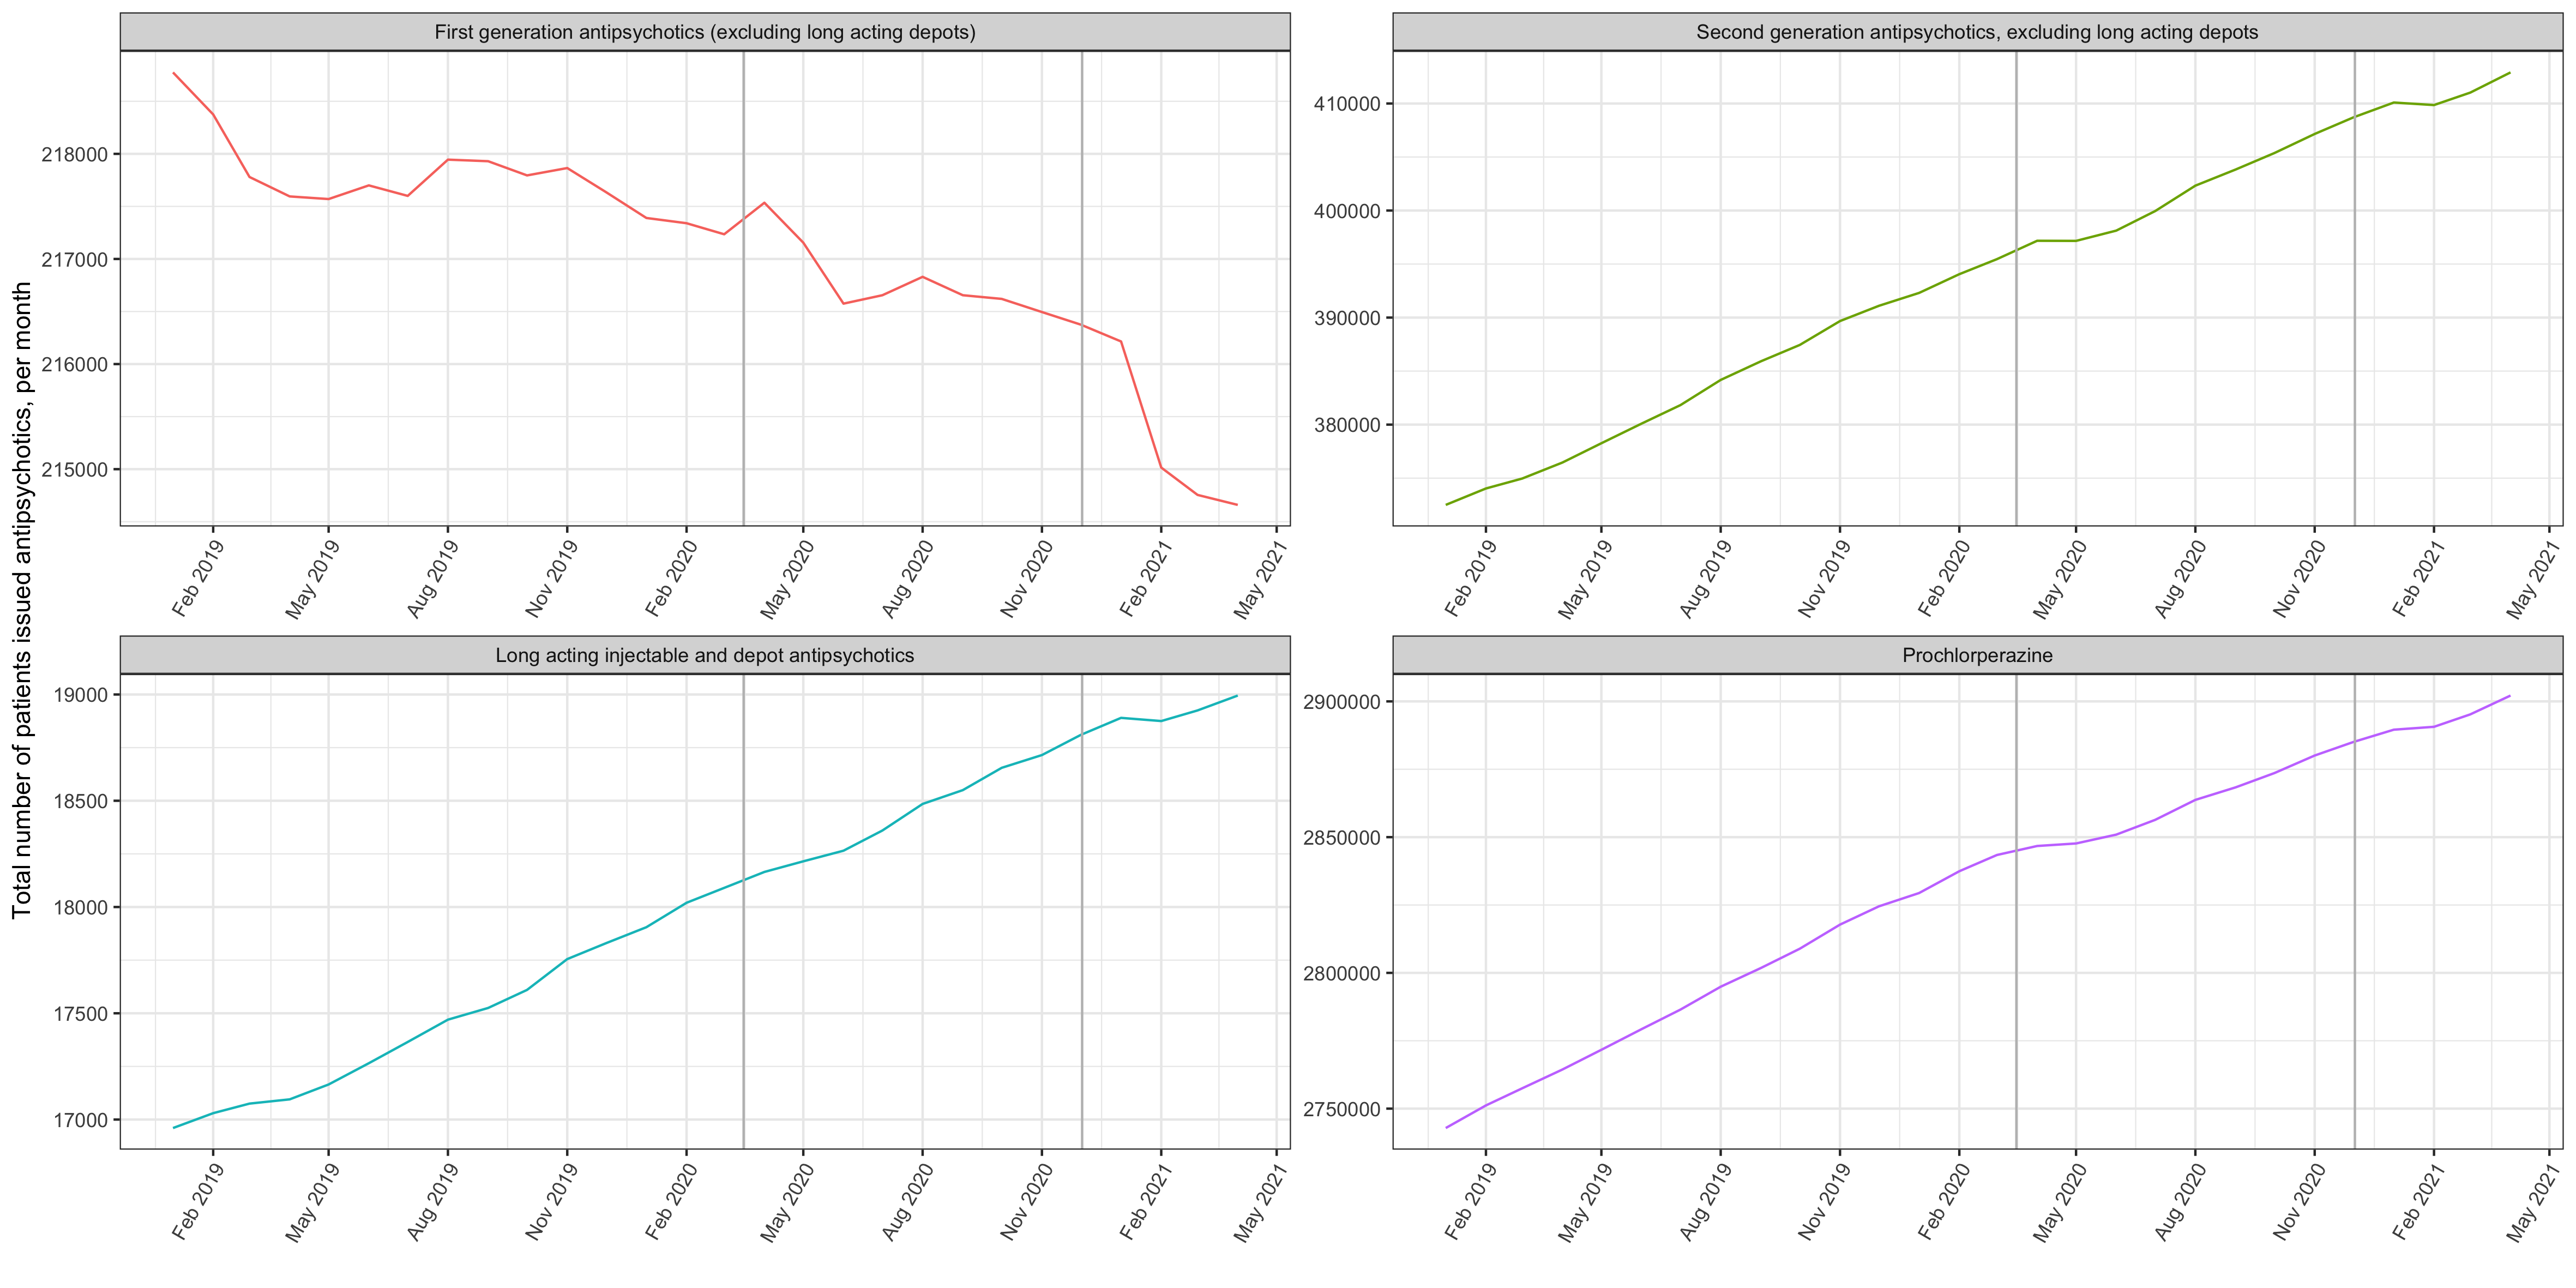 Total number of patients issued antipsychotics, per month
First generation antipsychotics (excluding long acting depots)
218000
217000
216000
215000
Feb 2019
May 2019
Aug 2019
Nov 2019
Feb 2020
May 2020
Aug 2020
Nov 2020
Feb 2021
May 2021
Second generation antipsychotics, excluding long acting depots
410000
400000
390000
380000
Feb 2019
May 2019
Aug 2019
Nov 2019
Feb 2020
May 2020
Aug 2020
Nov 2020
Feb 2021
May 2021
Long acting injectable and depot antipsychotics
19000
18500
18000
17500
17000
Feb 2019
May 2019
Aug 2019
Nov 2019
Feb 2020
May 2020
Aug 2020
Nov 2020
Feb 2021
May 2021
Prochlorperazine
2900000
2850000
2800000
2750000
Feb 2019
May 2019
Aug 2019
Nov 2019
Feb 2020
May 2020
Aug 2020
Nov 2020
Feb 2021
May 2021